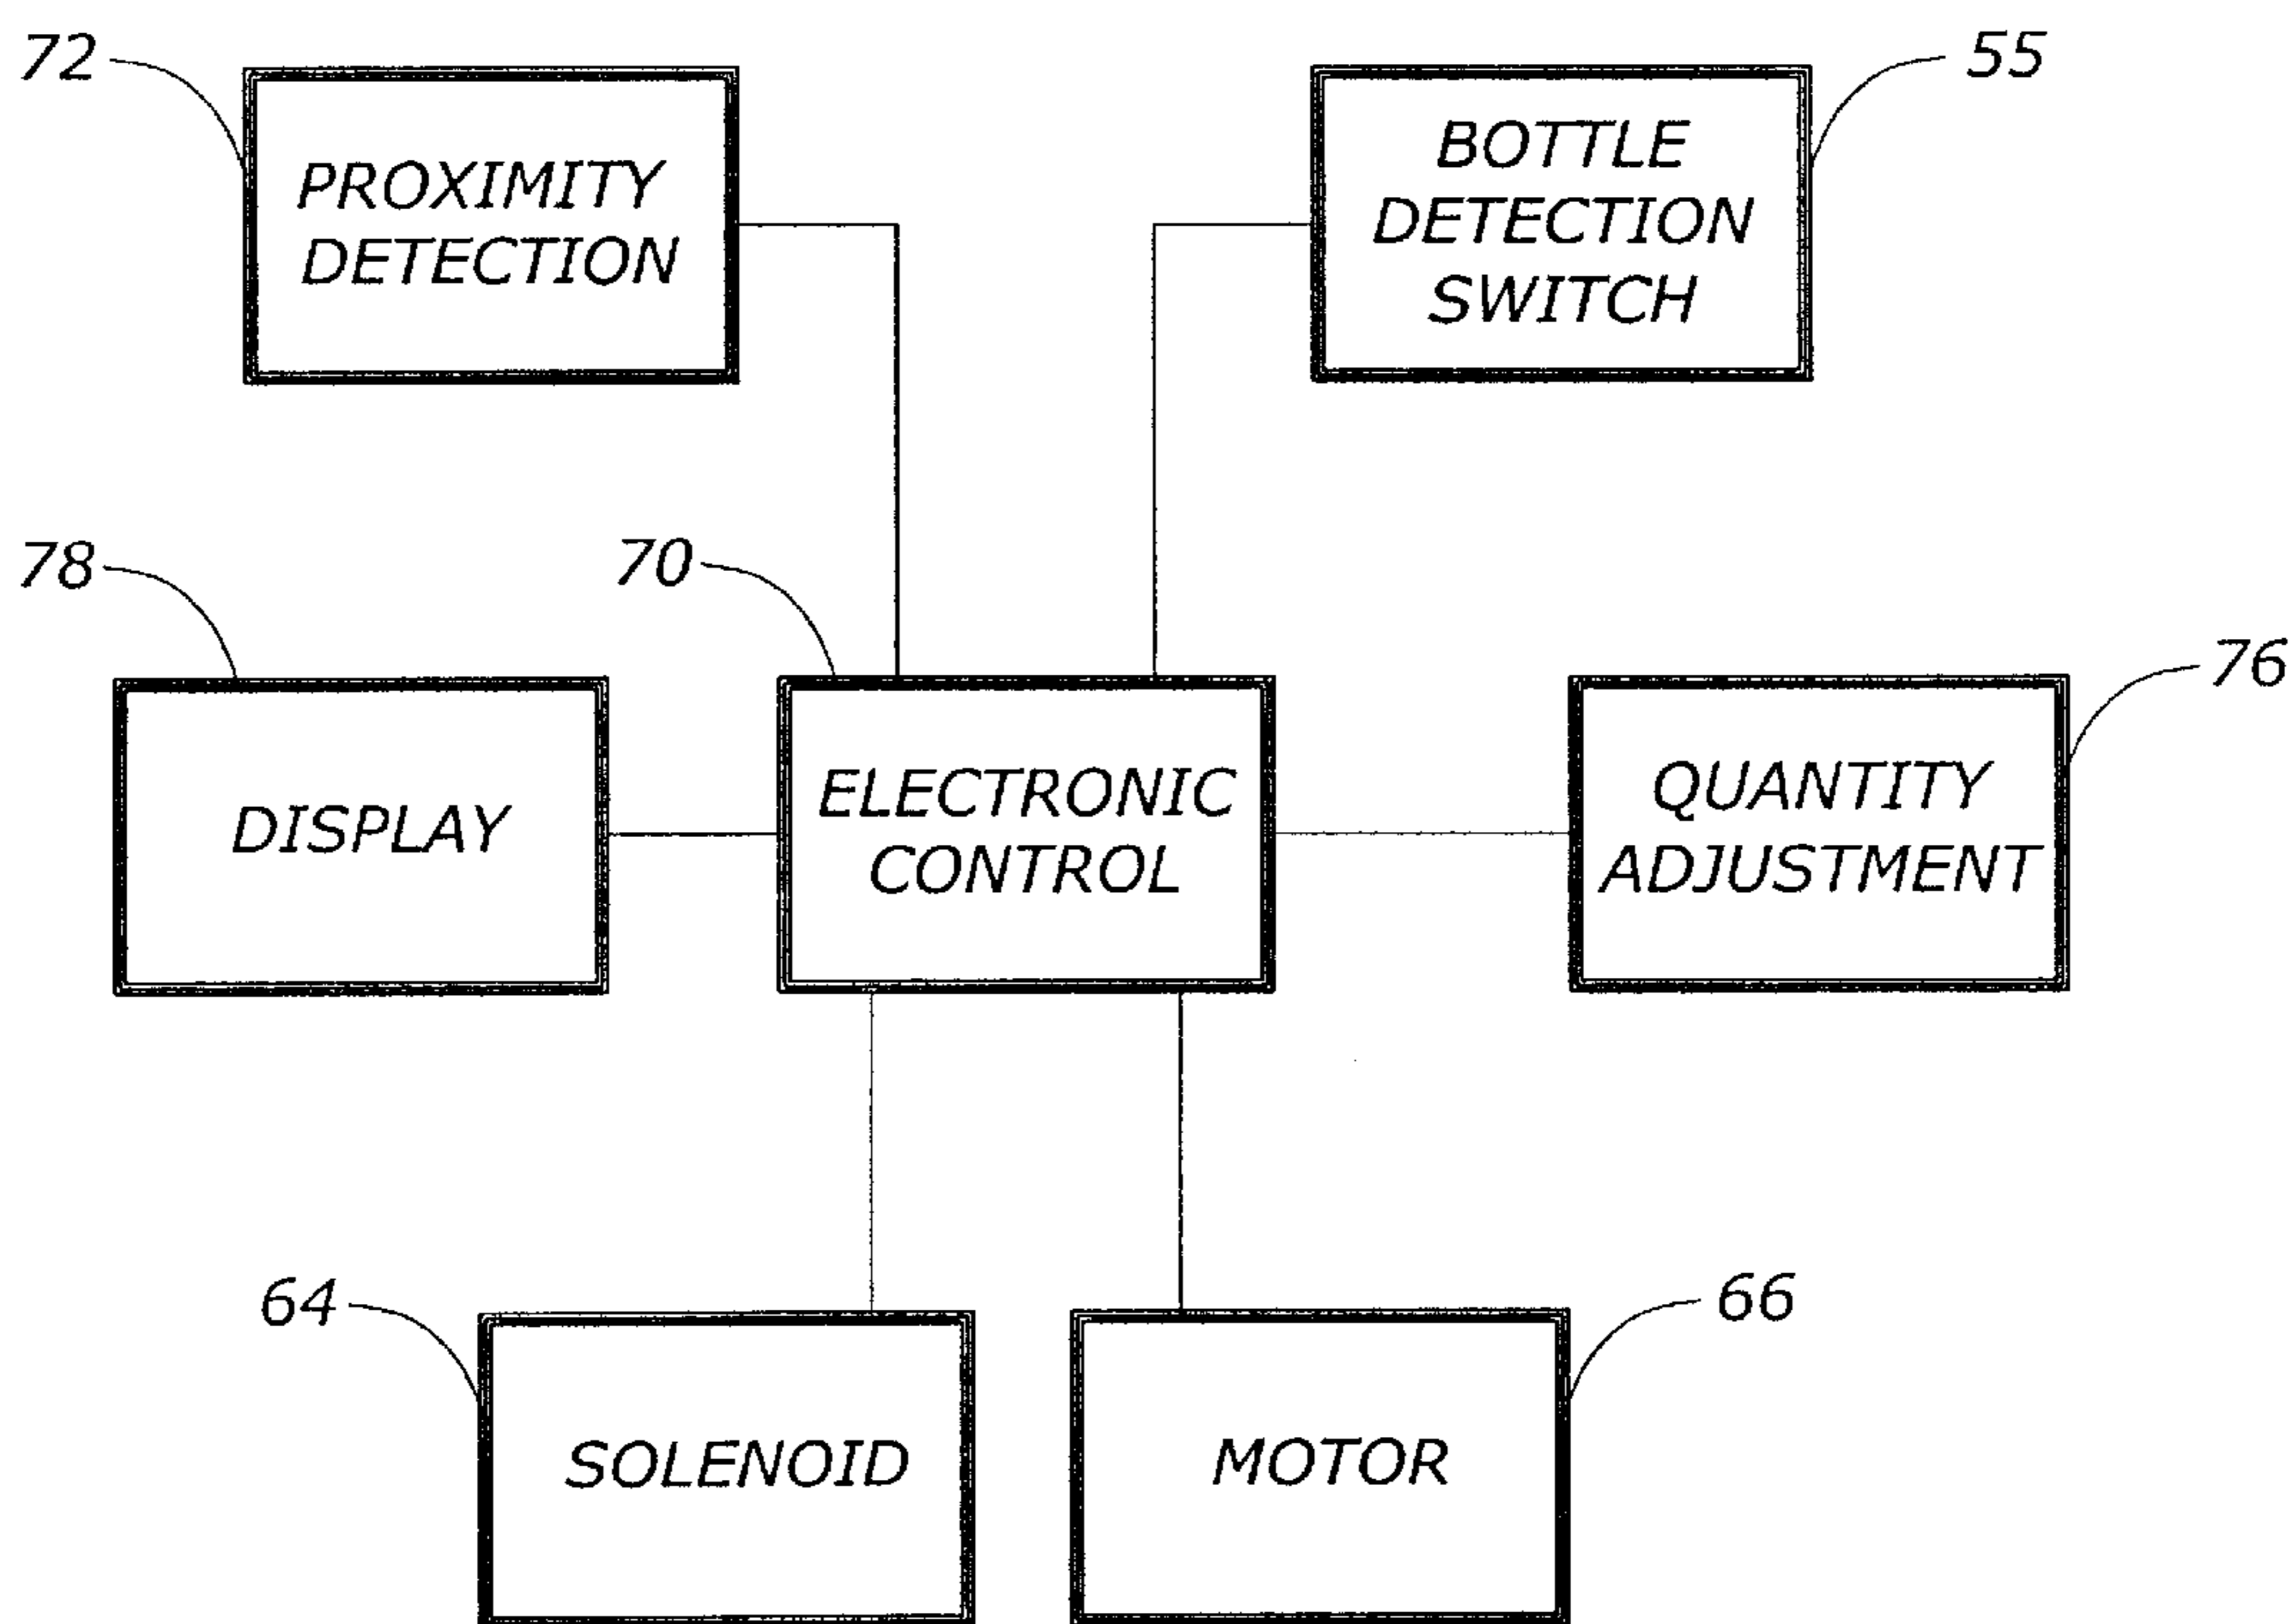 72
PROXIMITY
DETECTION
BOTTLE
DETECTION
SWITCH
55
78
DISPLAY
70
ELECTRONIC
CONTROL
QUANTITY
ADJUSTMENT
76
64
SOLENOID
MOTOR
66